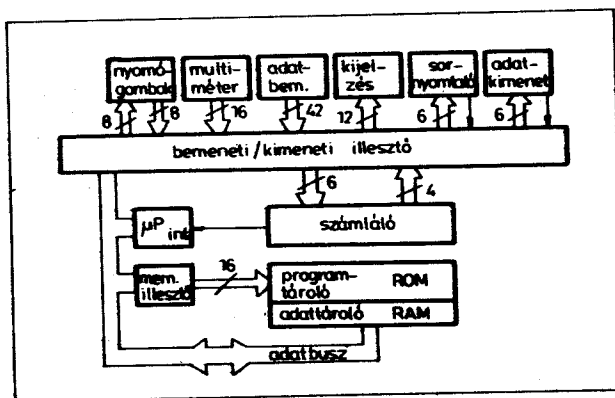 nyomó-
gombok
multi-
méter
adat-
bem.
kijel-
zés
sor-
nyomtató
adat-
kimenet
8
8
16
42
12
6
6
bemeneti/kimeneti illesztő
6
4
µP
int
számláló
mem.
illesztő
16
program-
tároló ROM
adattároló RAM
adatbusz